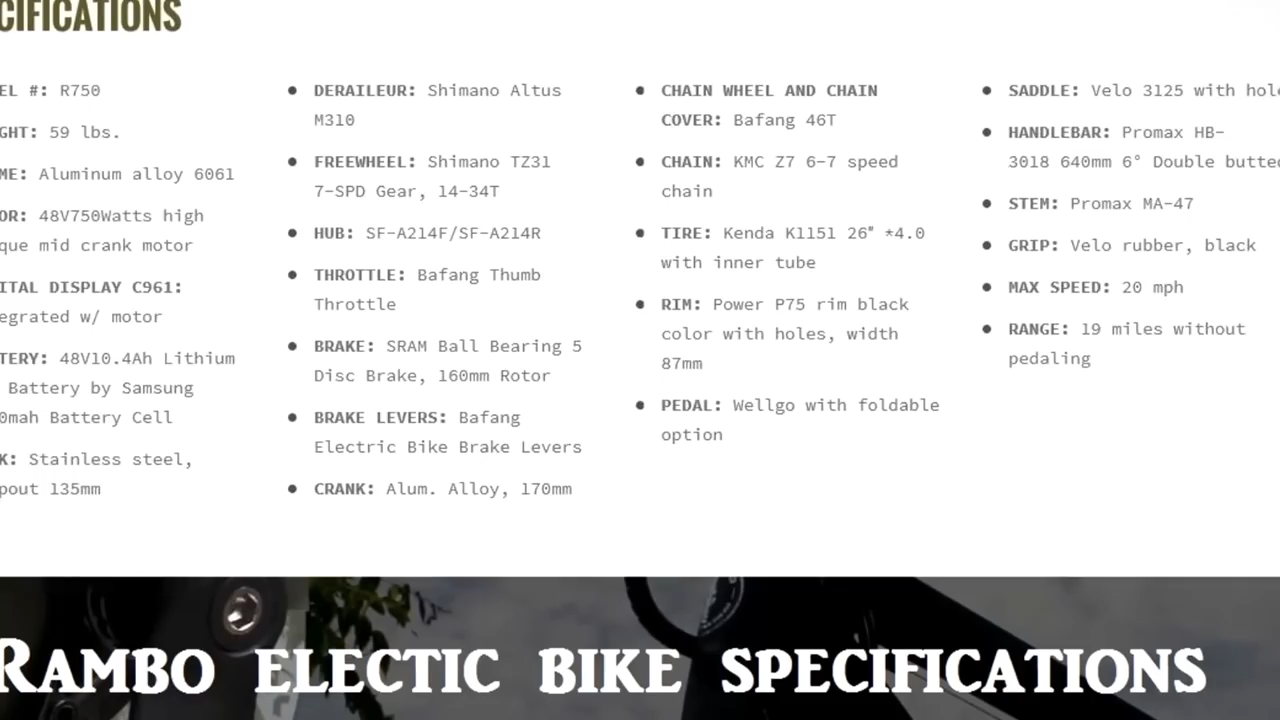 CIFICATIONS
EL #: R750
GHT: 59 lbs.
ME: Aluminum alloy 6061
OR: 48V750Watts high
que mid crank motor
ITAL DISPLAY C961:
egrated w/ motor
TERY: 48V10.4Ah Lithium
Battery by Samsung
0mah Battery Cell
K: Stainless steel,
pout 135mm
DERAILEUR: Shimano Altus
M310
FREEWHEEL: Shimano TZ31
7-SPD Gear, 14-34T
HUB: SF-A214F/SF-A214R
THROTTLE: Bafang Thumb
Throttle
BRAKE: SRAM Ball Bearing 5
Disc Brake, 160mm Rotor
BRAKE LEVERS: Bafang
Electric Bike Brake Levers
CRANK: Alum. Alloy, 170mm
CHAIN WHEEL AND CHAIN
COVER: Bafang 46T
CHAIN: KMC Z7 6-7 speed
chain
TIRE: Kenda K1151 26" *4.0
with inner tube
RIM: Power P75 rim black
color with holes, width
87mm
PEDAL: Wellgo with foldable
option
SADDLE: Velo 3125 with hole
HANDLEBAR: Promax HB-
3018 640mm 6° Double butted
STEM: Promax MA-47
GRIP: Velo rubber, black
MAX SPEED: 20 mph
RANGE: 19 miles without
pedaling
RAMBO ELECTIC BIKE SPECIFICATIONS